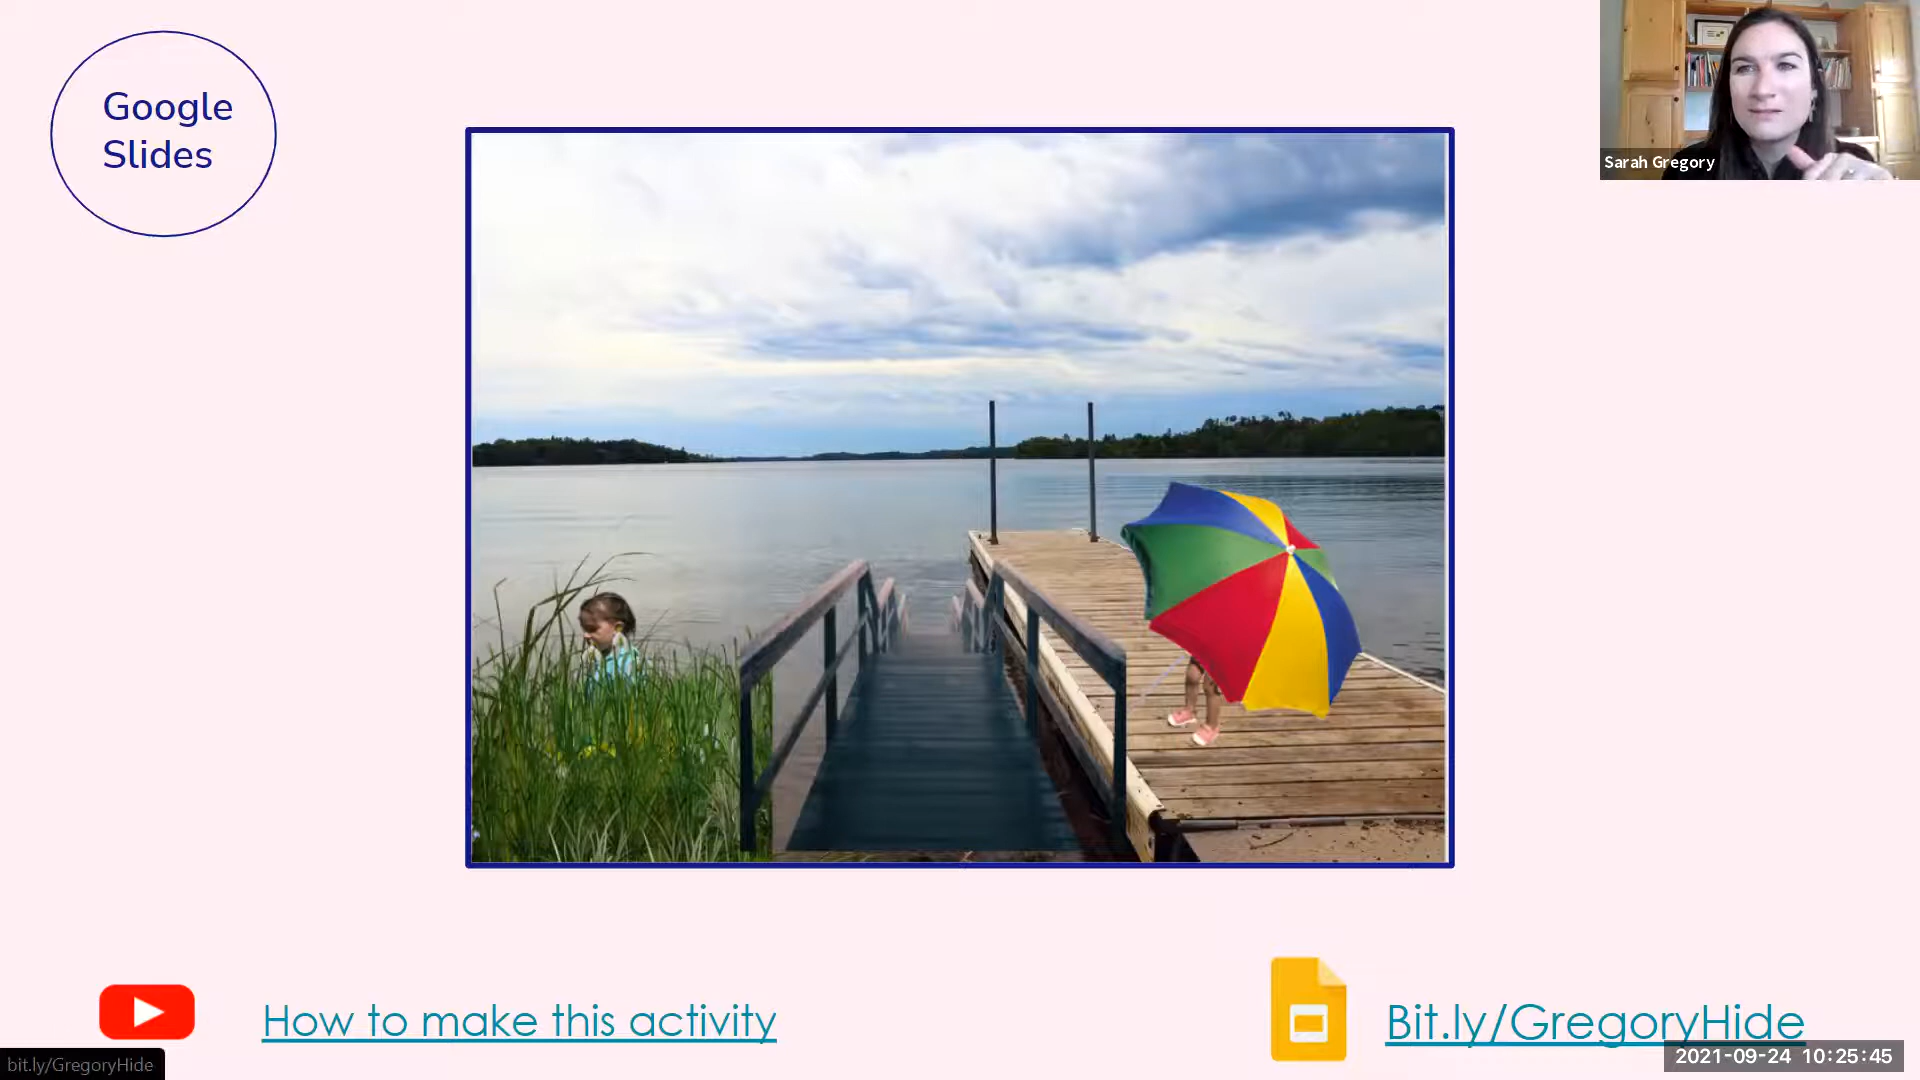 Google
Slides
Sarah Gregory
How to make this activity
Bit.ly/GregoryHide
bit.ly/GregoryHide
2021-09-24 10:25:45